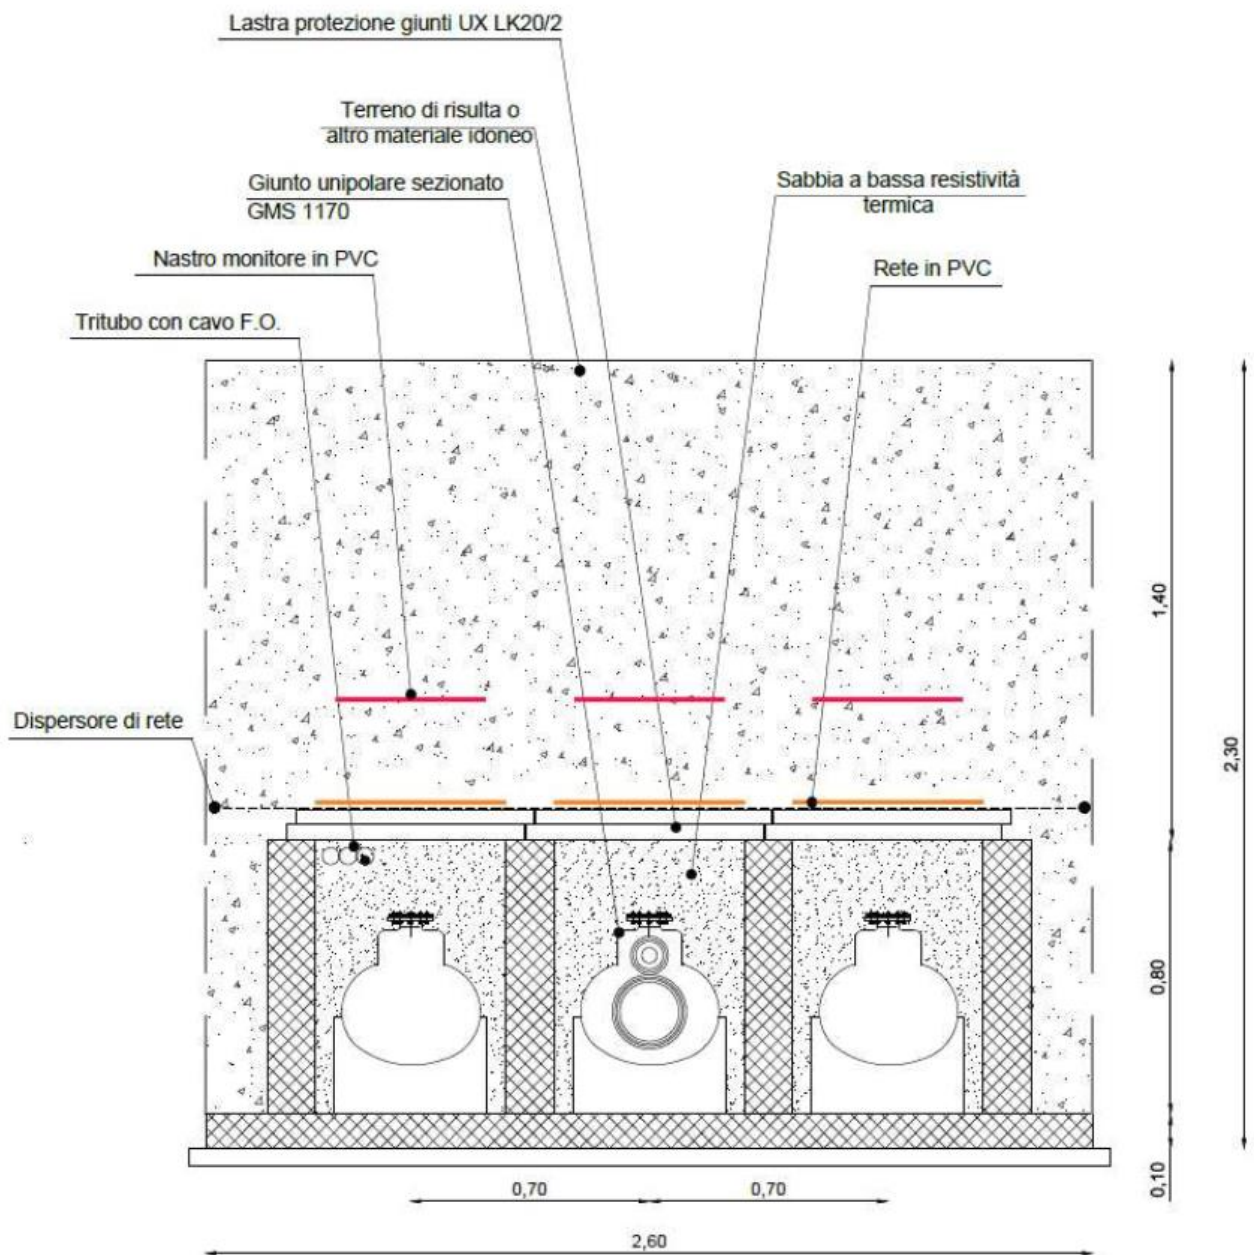 Lastra protezione giunti UX LK20/2
Terreno di risulta o
altro materiale idoneo
Giunto unipolare sezionato
GMS 1170
Sabbia a bassa resistività
termica
Nastro monitore in PVC
Rete in PVC
Tritubo con cavo F.O.
Dispersore di rete
1,40
2,30
0,80
0,10
0,70
0,70
2,60